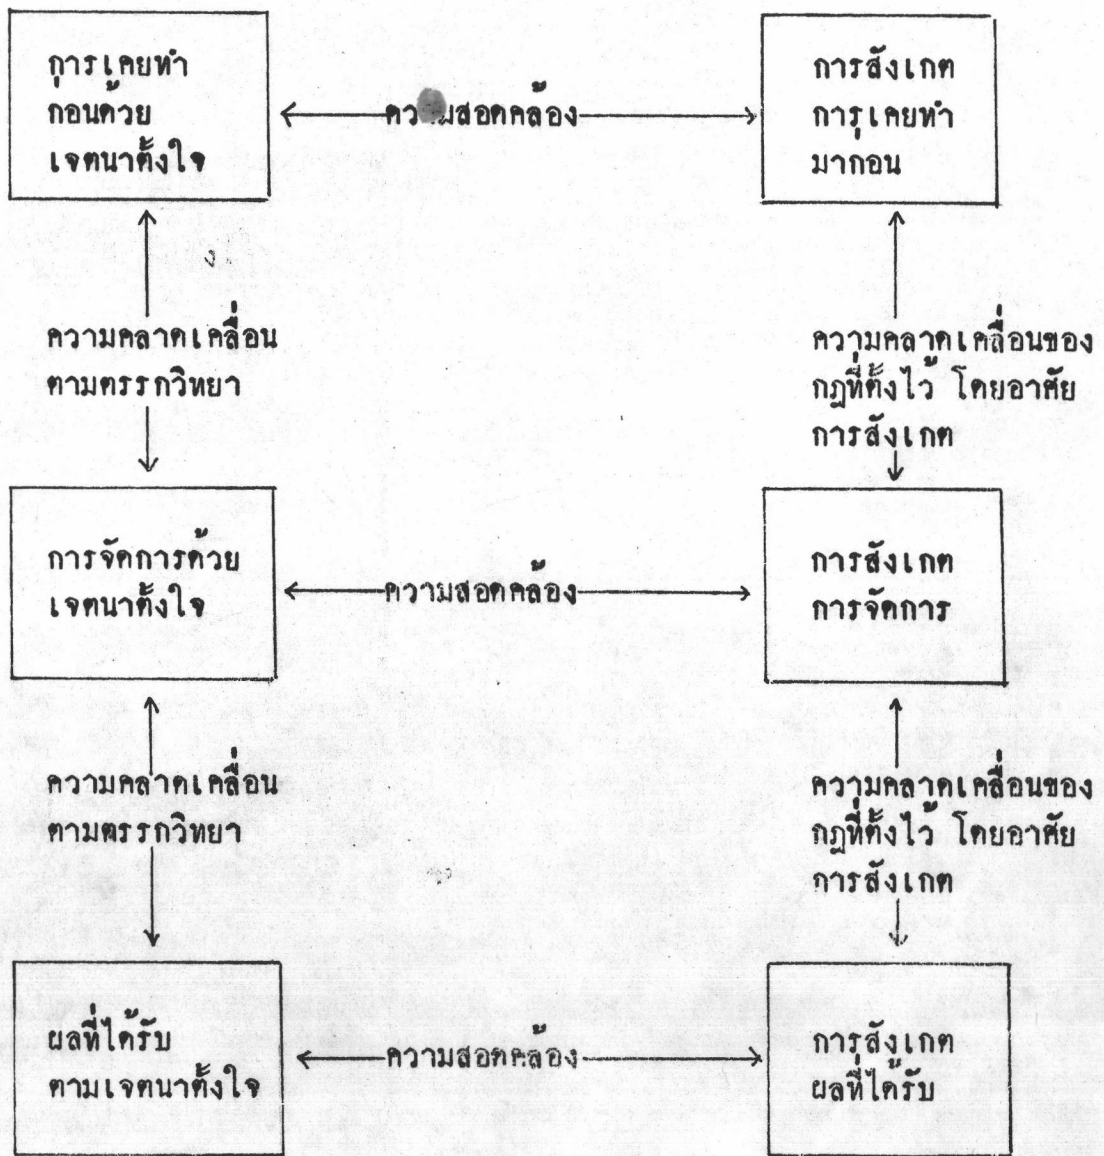 การเคยทำ
กอนด้วย
เจตนาตั้งใจ
ความสอดคล้อง
การสังเกต
การเคยทำ
มากอน
ความคลาดเคลื่อน
ตามตรรกวิทยา
ความคลาดเคลื่อนของ
กฎที่ตั้งไว้ โดยอาศัย
การสังเกต
การจัดการด้วย
เจตนาตั้งใจ
ความสอดคล้อง
การสังเกต
การจัดการ
ความคลาดเคลื่อน
ตามตรรกวิทยา
ความคลาดเคลื่อนของ
กฎที่ตั้งไว้ โดยอาศัย
การสังเกต
ผลที่ได้รับ
ตามเจตนาตั้งใจ
ความสอดคล้อง
การสังเกต
ผลที่ได้รับ